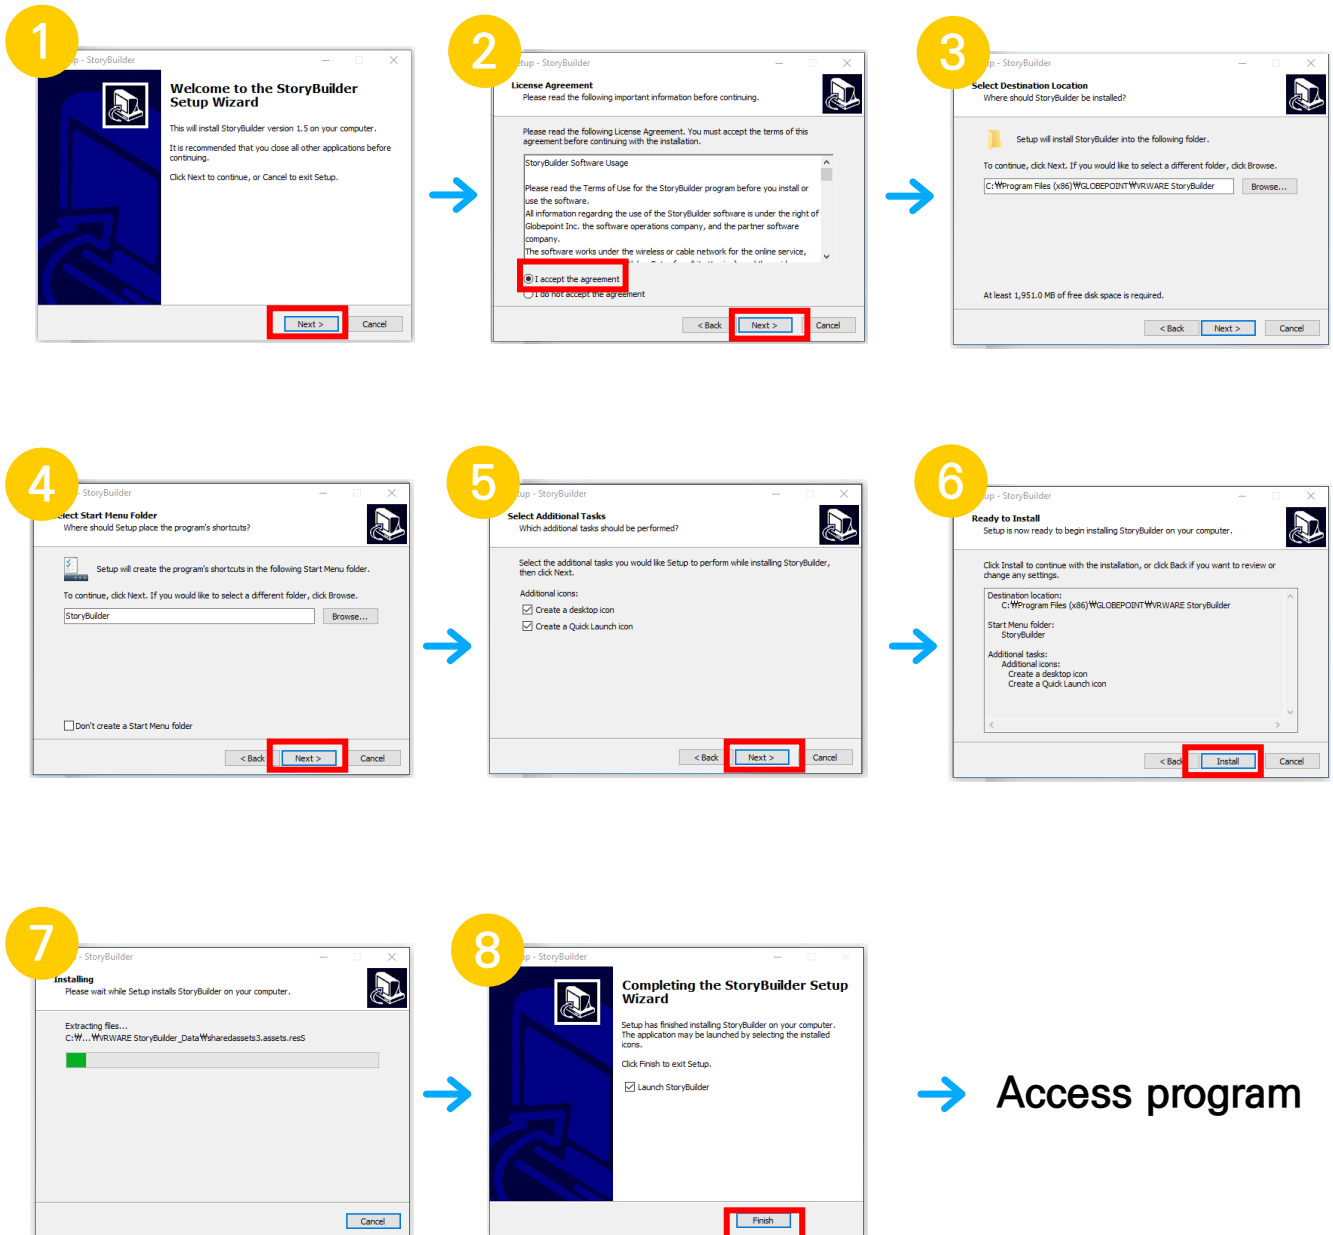 1
p - StoryBuilder
Welcome to the StoryBuilder
Setup Wizard
This will install StoryBuilder version 1.5 on your computer.
It is recommended that you close all other applications before
continuing.
Click Next to continue, or Cancel to exit Setup.
Next >
Cancel
2
etup - StoryBuilder
License Agreement
Please read the following important information before continuing.
Please read the following License Agreement. You must accept the terms of this
agreement before continuing with the installation.
StoryBuilder Software Usage
Please read the Terms of Use for the StoryBuilder program before you install or
use the software.
All information regarding the use of the StoryBuilder software is under the right of
Globepoint Inc. the software operations company, and the partner software
company.
The software works under the wireless or cable network for the online service,
I accept the agreement
I do not accept the agreement
< Back
Next >
Cancel
3
up - StoryBuilder
Select Destination Location
Where should StoryBuilder be installed?
Setup will install StoryBuilder into the following folder.
To continue, click Next. If you would like to select a different folder, click Browse.
C:₩Program Files (x86)₩GLOBEPOINT₩VRWARE StoryBuilder
Browse...
At least 1,951.0 MB of free disk space is required.
< Back
Next >
Cancel
4
- StoryBuilder
elect Start Menu Folder
Where should Setup place the program's shortcuts?
Setup will create the program's shortcuts in the following Start Menu folder.
To continue, click Next. If you would like to select a different folder, click Browse.
StoryBuilder
Browse...
Don't create a Start Menu folder
< Back
Next >
Cancel
5
tup - StoryBuilder
Select Additional Tasks
Which additional tasks should be performed?
Select the additional tasks you would like Setup to perform while installing StoryBuilder,
then click Next.
Additional icons:
Create a desktop icon
Create a Quick Launch icon
< Back
Next >
Cancel
6
up - StoryBuilder
Ready to Install
Setup is now ready to begin installing StoryBuilder on your computer.
Click Install to continue with the installation, or click Back if you want to review or
change any settings.
Destination location:
C:₩Program Files (x86)₩GLOBEPOINT₩VRWARE StoryBuilder
Start Menu folder:
StoryBuilder
Additional tasks:
Additional icons:
Create a desktop icon
Create a Quick Launch icon
< Back
Install
Cancel
7
- StoryBuilder
Installing
Please wait while Setup installs StoryBuilder on your computer.
Extracting files...
C:₩...₩VRWARE StoryBuilder_Data₩sharedassets3.assets.resS
Cancel
8
up - StoryBuilder
Completing the StoryBuilder Setup
Wizard
Setup has finished installing StoryBuilder on your computer.
The application may be launched by selecting the installed
icons.
Click Finish to exit Setup.
Launch StoryBuilder
Finish
Access program